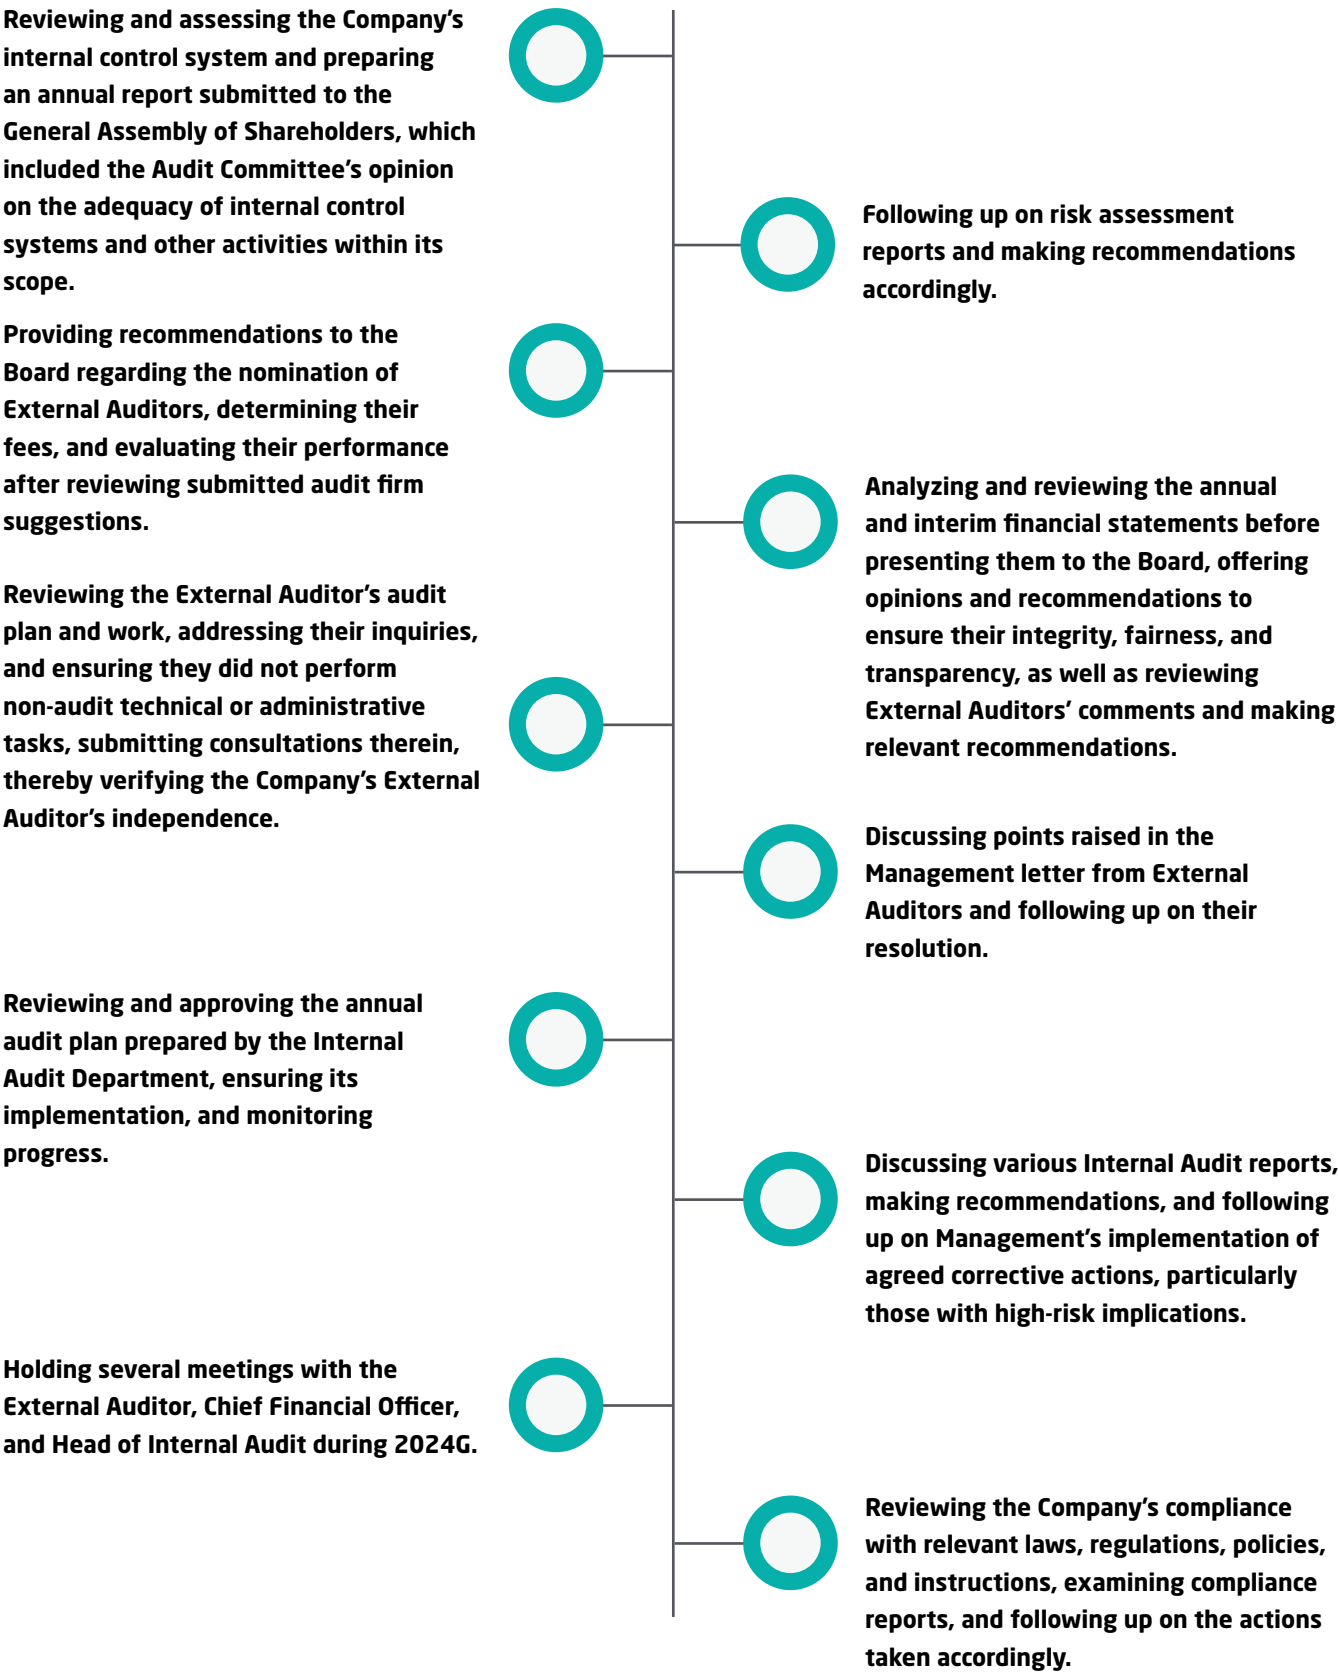 Reviewing and assessing the Company’s
internal control system and preparing
an annual report submitted to the
General Assembly of Shareholders, which
included the Audit Committee’s opinion
on the adequacy of internal control
systems and other activities within its
scope.
Following up on risk assessment
reports and making recommendations
accordingly.
Providing recommendations to the
Board regarding the nomination of
External Auditors, determining their
fees, and evaluating their performance
after reviewing submitted audit firm
suggestions.
Analyzing and reviewing the annual
and interim financial statements before
presenting them to the Board, offering
opinions and recommendations to
ensure their integrity, fairness, and
transparency, as well as reviewing
External Auditors’ comments and making
relevant recommendations.
Reviewing the External Auditor’s audit
plan and work, addressing their inquiries,
and ensuring they did not perform
non-audit technical or administrative
tasks, submitting consultations therein,
thereby verifying the Company’s External
Auditor’s independence.
Discussing points raised in the
Management letter from External
Auditors and following up on their
resolution.
Reviewing and approving the annual
audit plan prepared by the Internal
Audit Department, ensuring its
implementation, and monitoring
progress.
Discussing various Internal Audit reports,
making recommendations, and following
up on Management’s implementation of
agreed corrective actions, particularly
those with high-risk implications.
Holding several meetings with the
External Auditor, Chief Financial Officer,
and Head of Internal Audit during 2024G.
Reviewing the Company’s compliance
with relevant laws, regulations, policies,
and instructions, examining compliance
reports, and following up on the actions
taken accordingly.